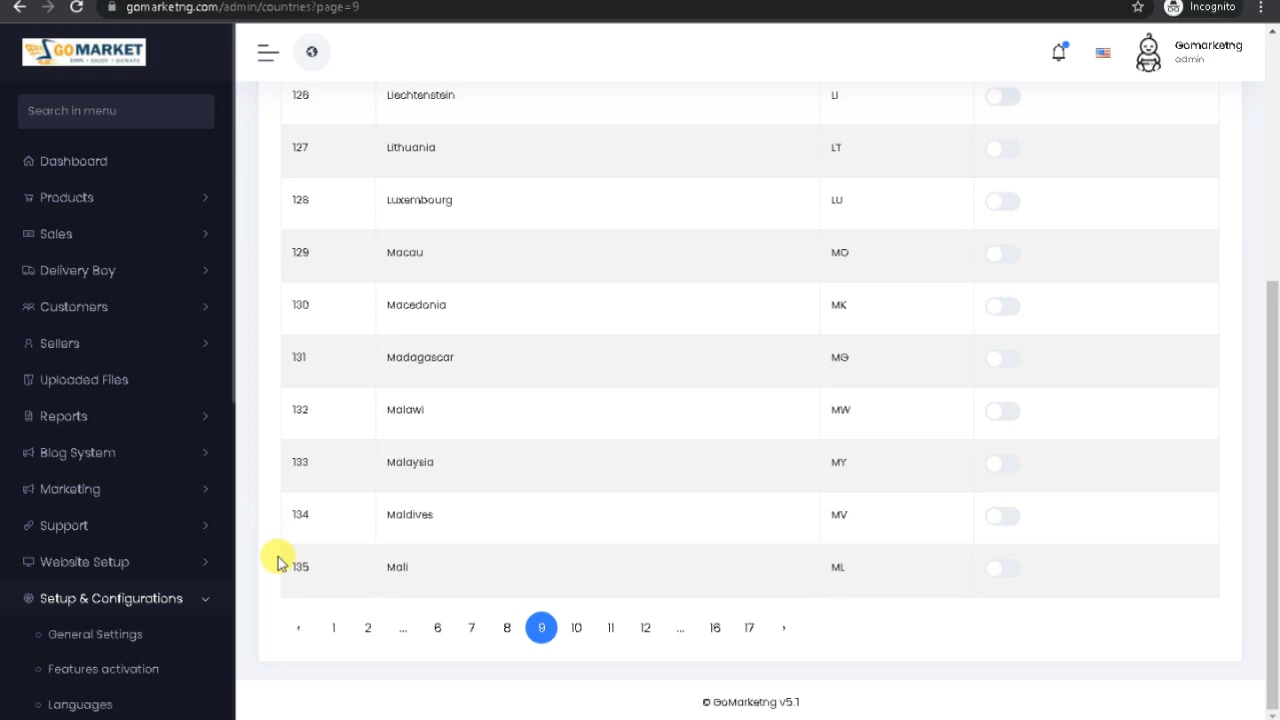 gomarketng.com/admin/countries?page=9
Incognito
GOMARKET
EARN • ENJOY • DONATE
Gomarketng
admin
Search in menu
Dashboard
Products
Sales
Delivery Boy
Customers
Sellers
Uploaded Files
Reports
Blog System
Marketing
Support
Website Setup
Setup & Configurations
General Settings
Features activation
Languages
126 Liechtenstein LI
127 Lithuania LT
128 Luxembourg LU
129 Macau MO
130 Macedonia MK
131 Madagascar MG
132 Malawi MW
133 Malaysia MY
134 Maldives MV
135 Mali ML
‹ 1 2 ... 6 7 8 9 10 11 12 ... 16 17 ›
© GoMarketng v5.1